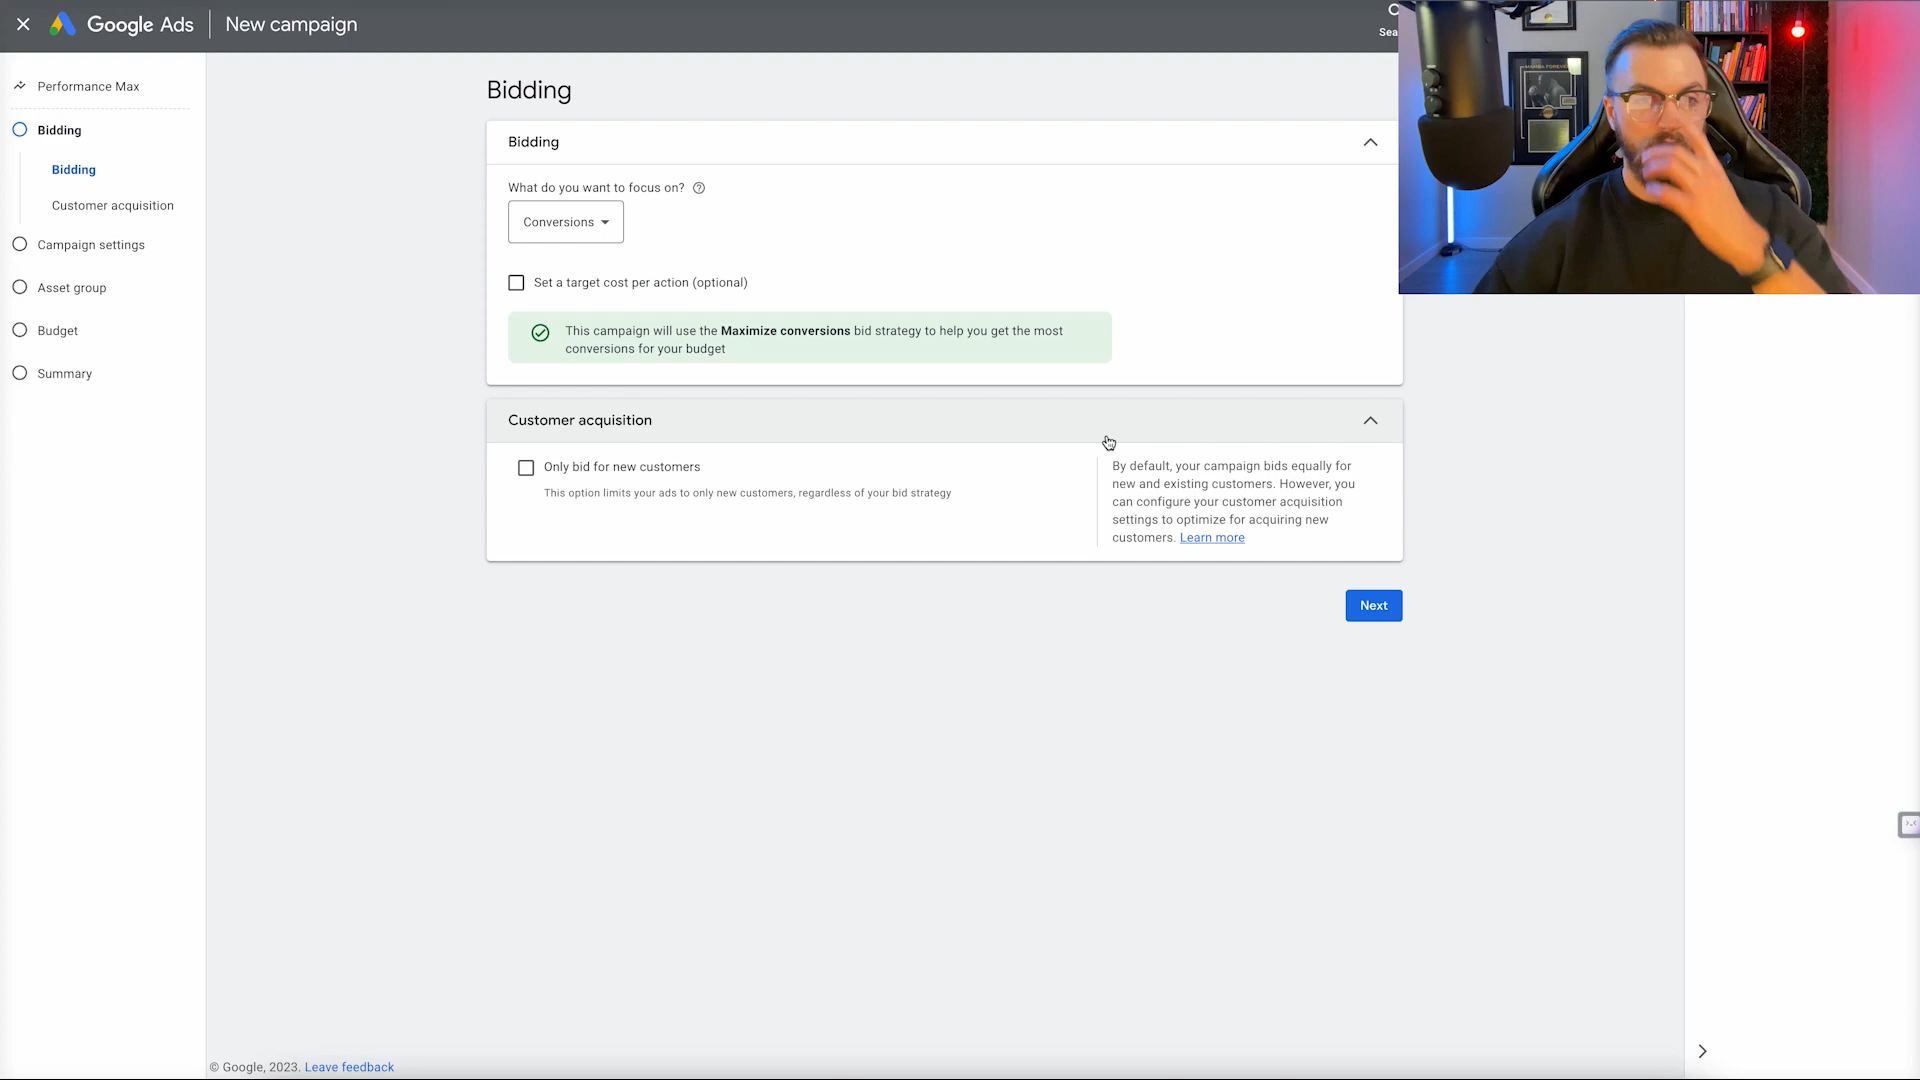 Google Ads
New campaign
Sea
Performance Max
Bidding
Bidding
Customer acquisition
Campaign settings
Asset group
Budget
Summary
Bidding
Bidding
What do you want to focus on?
Conversions
Set a target cost per action (optional)
This campaign will use the Maximize conversions bid strategy to help you get the most
conversions for your budget
Customer acquisition
Only bid for new customers
This option limits your ads to only new customers, regardless of your bid strategy
By default, your campaign bids equally for
new and existing customers. However, you
can configure your customer acquisition
settings to optimize for acquiring new
customers. Learn more
Next
© Google, 2023. Leave feedback
MAMBA FOREVER